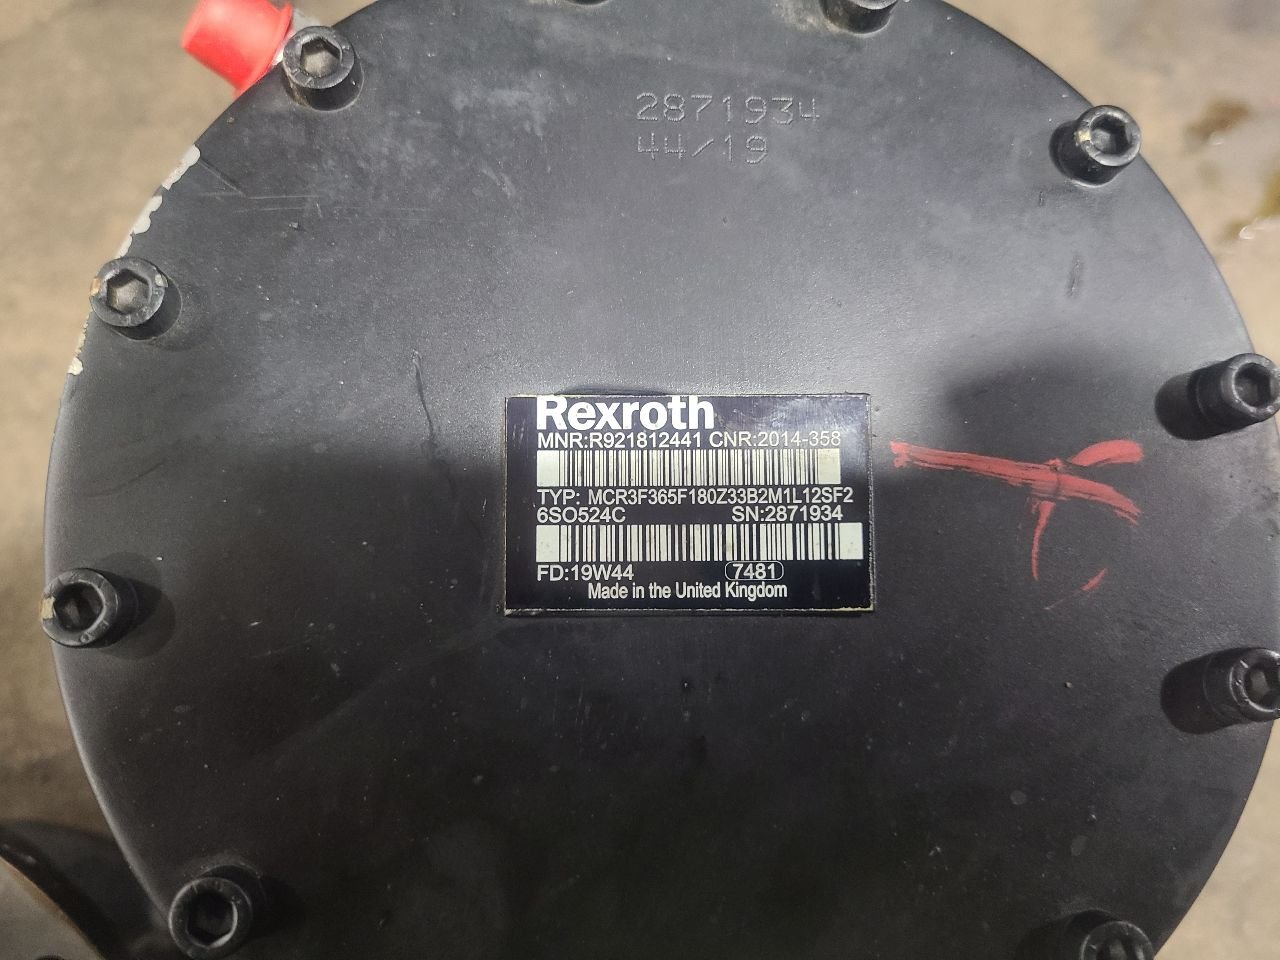 2871934
44/19
Rexroth
MNR:R921812441 CNR:2014-358
TYP: MCR3F365F180Z33B2M1L12SF2
6SO524C SN:2871934
FD:19W44 7481
Made in the United Kingdom